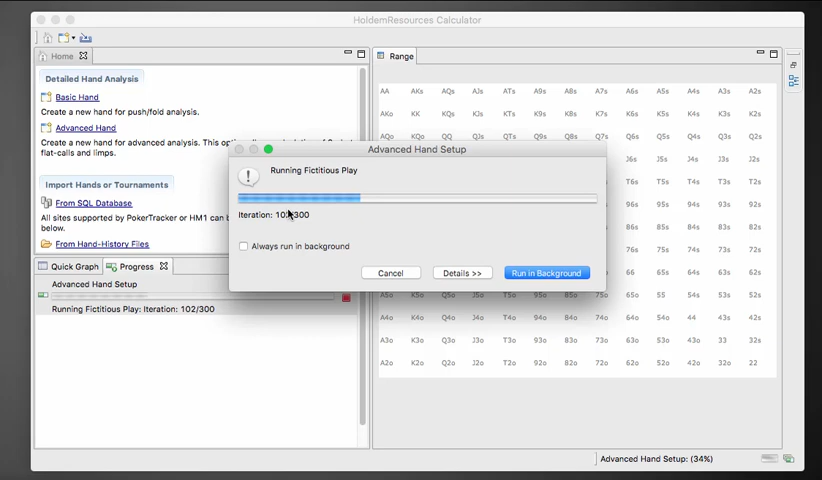 HoldemResources Calculator
Home
Detailed Hand Analysis
Basic Hand
Create a new hand for push/fold analysis.
Advanced Hand
Create a new hand for advanced analysis. This
flat-calls and limps.
Import Hands or Tournaments
From SQL Database
All sites supported by PokerTracker or HM1 can
below.
From Hand-History Files
Quick Graph
Progress
Advanced Hand Setup
Running Fictitious Play: Iteration: 102/300
Advanced Hand Setup
Running Fictitious Play
Iteration: 102/300
Always run in background
Cancel
Details >>
Run in Background
Range
AA AKs AQs AJs ATs A9s A8s A7s A6s A5s A4s A3s A2s
AKo KK KQs KJs KTs K9s K8s K7s K6s K5s K4s K3s K2s
AQo KQo QQ QJs QTs Q9s Q8s Q7s Q6s Q5s Q4s Q3s Q2s
J6s J5s J4s J3s J2s
T6s T5s T4s T3s T2s
96s 95s 94s 93s 92s
86s 85s 84s 83s 82s
76s 75s 74s 73s 72s
66 65s 64s 63s 62s
A5o K5o Q5o J5o T5o 95o 85o 75o 65o 55 54s 53s 52s
A4o K4o Q4o J4o T4o 94o 84o 74o 64o 54o 44 43s 42s
A3o K3o Q3o J3o T3o 93o 83o 73o 63o 53o 43o 33 32s
A2o K2o Q2o J2o T2o 92o 82o 72o 62o 52o 42o 32o 22
Advanced Hand Setup: (34%)